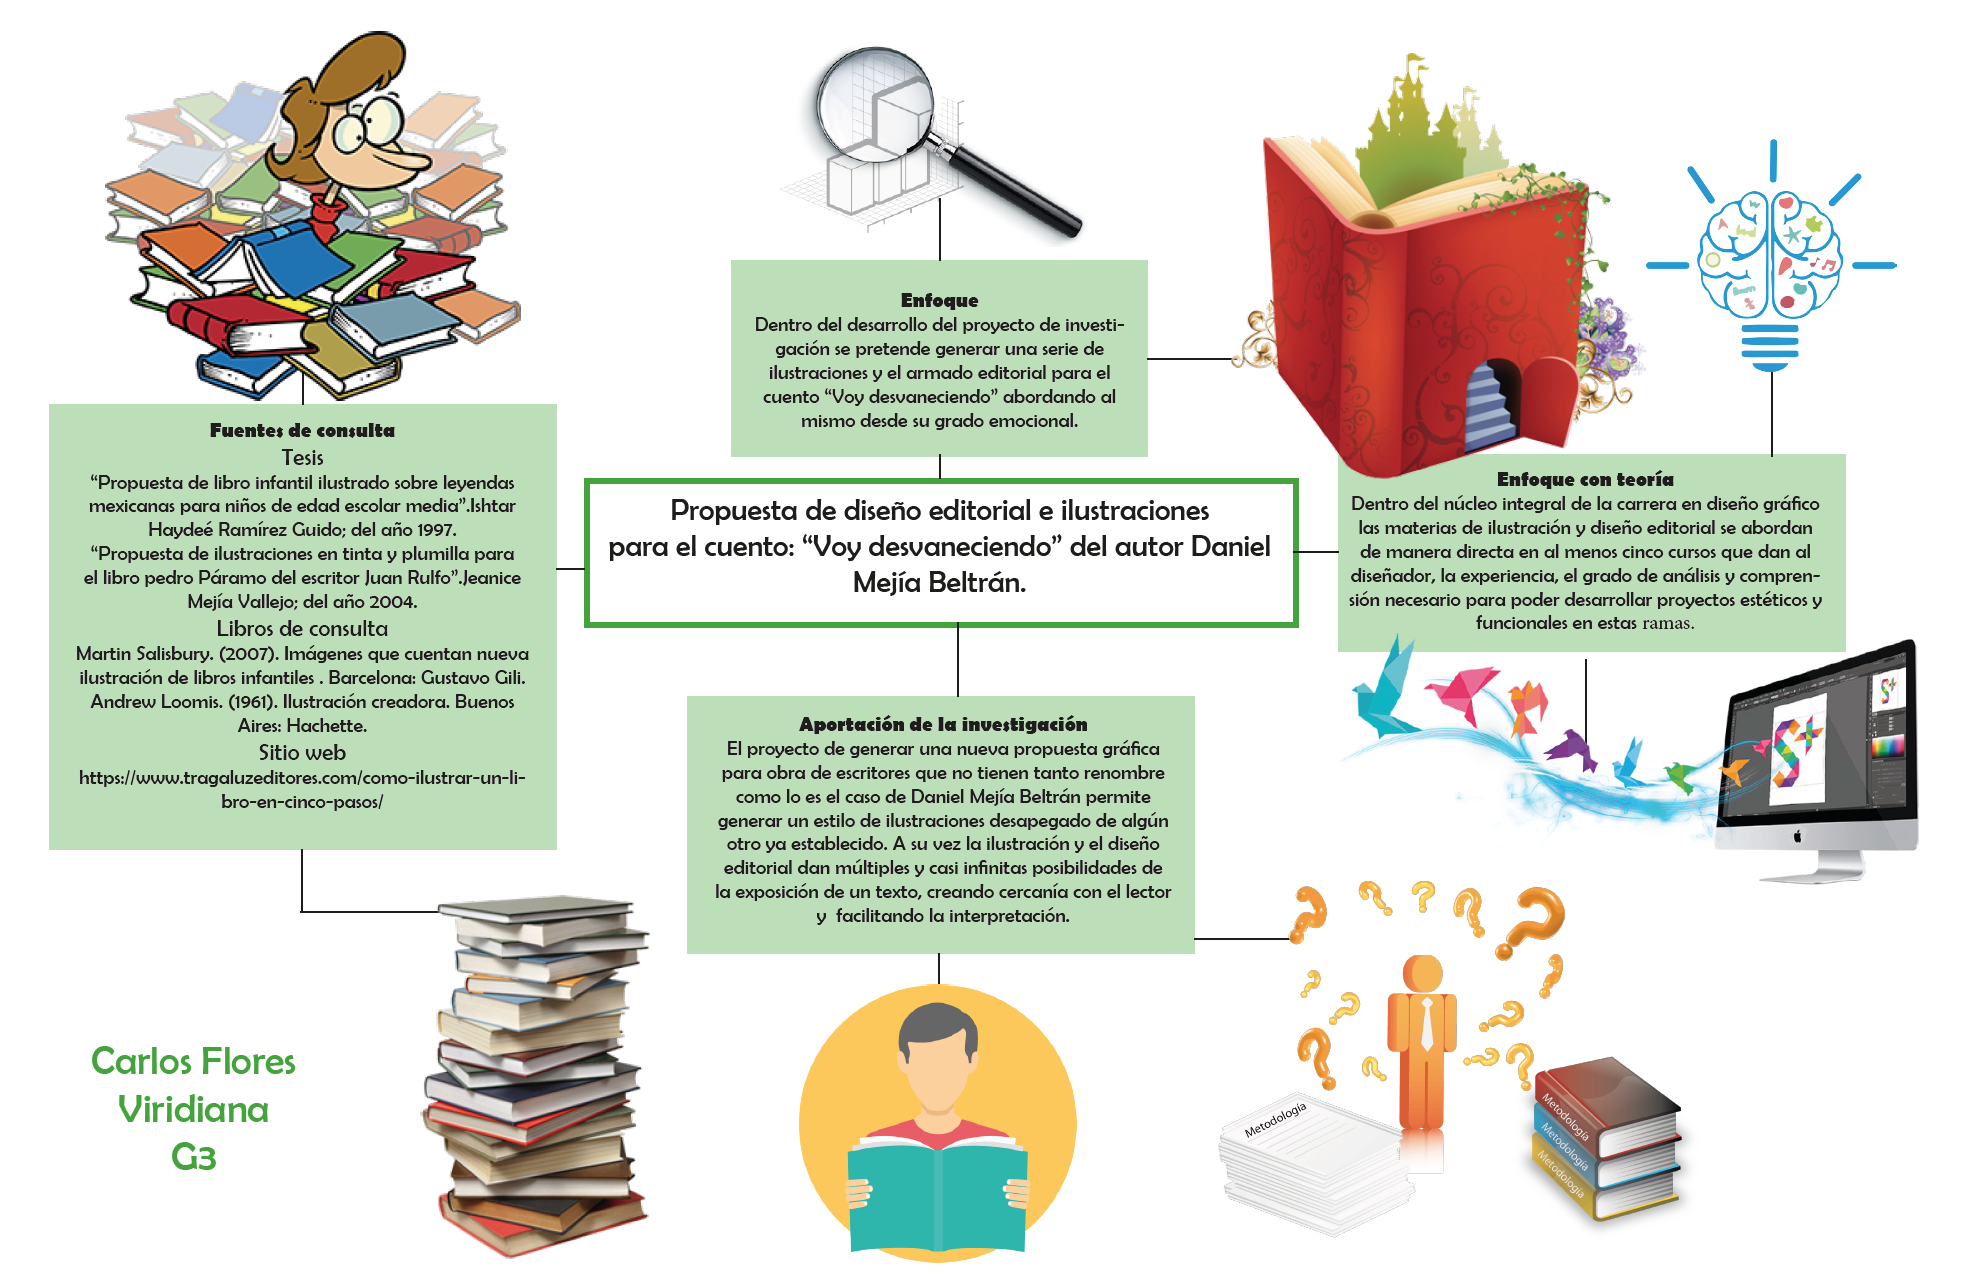 Enfoque
Dentro del desarrollo del proyecto de investi-
gación se pretende generar una serie de
ilustraciones y el armado editorial para el
cuento “Voy desvaneciendo” abordando al
mismo desde su grado emocional.
Fuentes de consulta
Tesis
“Propuesta de libro infantil ilustrado sobre leyendas
mexicanas para niños de edad escolar media”.Ishtar
Haydeé Ramírez Guido; del año 1997.
“Propuesta de ilustraciones en tinta y plumilla para
el libro pedro Páramo del escritor Juan Rulfo”.Jeanice
Mejía Vallejo; del año 2004.
Libros de consulta
Martin Salisbury. (2007). Imágenes que cuentan nueva
ilustración de libros infantiles . Barcelona: Gustavo Gili.
Andrew Loomis. (1961). Ilustración creadora. Buenos
Aires: Hachette.
Sitio web
https://www.tragaluzeditores.com/como-ilustrar-un-li-
bro-en-cinco-pasos/
Propuesta de diseño editorial e ilustraciones
para el cuento: “Voy desvaneciendo” del autor Daniel
Mejía Beltrán.
Enfoque con teoría
Dentro del núcleo integral de la carrera en diseño gráfico
las materias de ilustración y diseño editorial se abordan
de manera directa en al menos cinco cursos que dan al
diseñador, la experiencia, el grado de análisis y compren-
sión necesario para poder desarrollar proyectos estéticos y
funcionales en estas ramas.
Aportación de la investigación
El proyecto de generar una nueva propuesta gráfica
para obra de escritores que no tienen tanto renombre
como lo es el caso de Daniel Mejía Beltrán permite
generar un estilo de ilustraciones desapegado de algún
otro ya establecido. A su vez la ilustración y el diseño
editorial dan múltiples y casi infinitas posibilidades de
la exposición de un texto, creando cercanía con el lector
y facilitando la interpretación.
S+
S+
Carlos Flores
Viridiana
G3
Metodología
Metodología
Metodología
Metodología